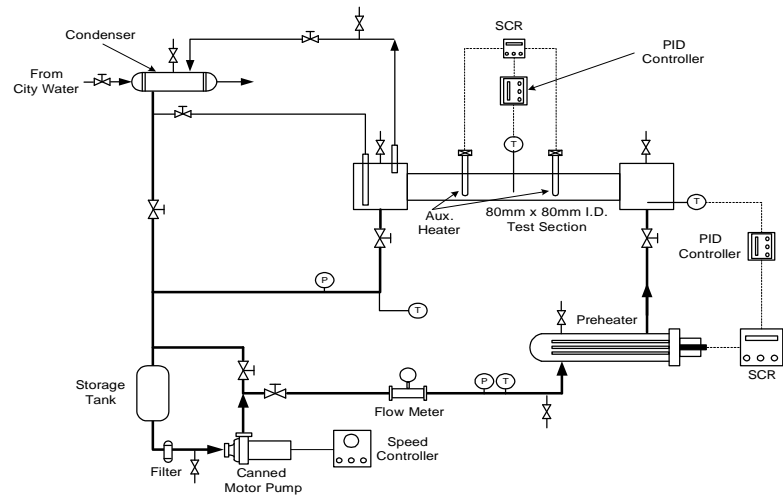 SCR
Condenser
PID
Controller
From
City Water
T
Aux.
Heater
80mm x 80mm I.D.
Test Section
T
PID
Controller
P
T
Preheater
Storage
Tank
P
T
Flow Meter
SCR
Speed
Controller
Filter
Canned
Motor Pump